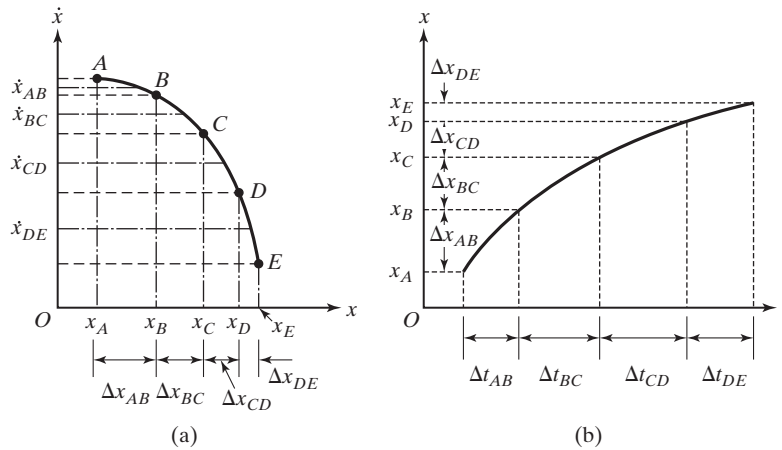 ẋ
A
B
C
D
E
ẋ_AB
ẋ_BC
ẋ_CD
ẋ_DE
O x_A x_B x_C x_D x_E x
Δx_AB Δx_BC Δx_CD Δx_DE
(a)
x
Δx_DE
x_E
x_D
Δx_CD
x_C
Δx_BC
x_B
Δx_AB
x_A
O t
Δt_AB Δt_BC Δt_CD Δt_DE
(b)